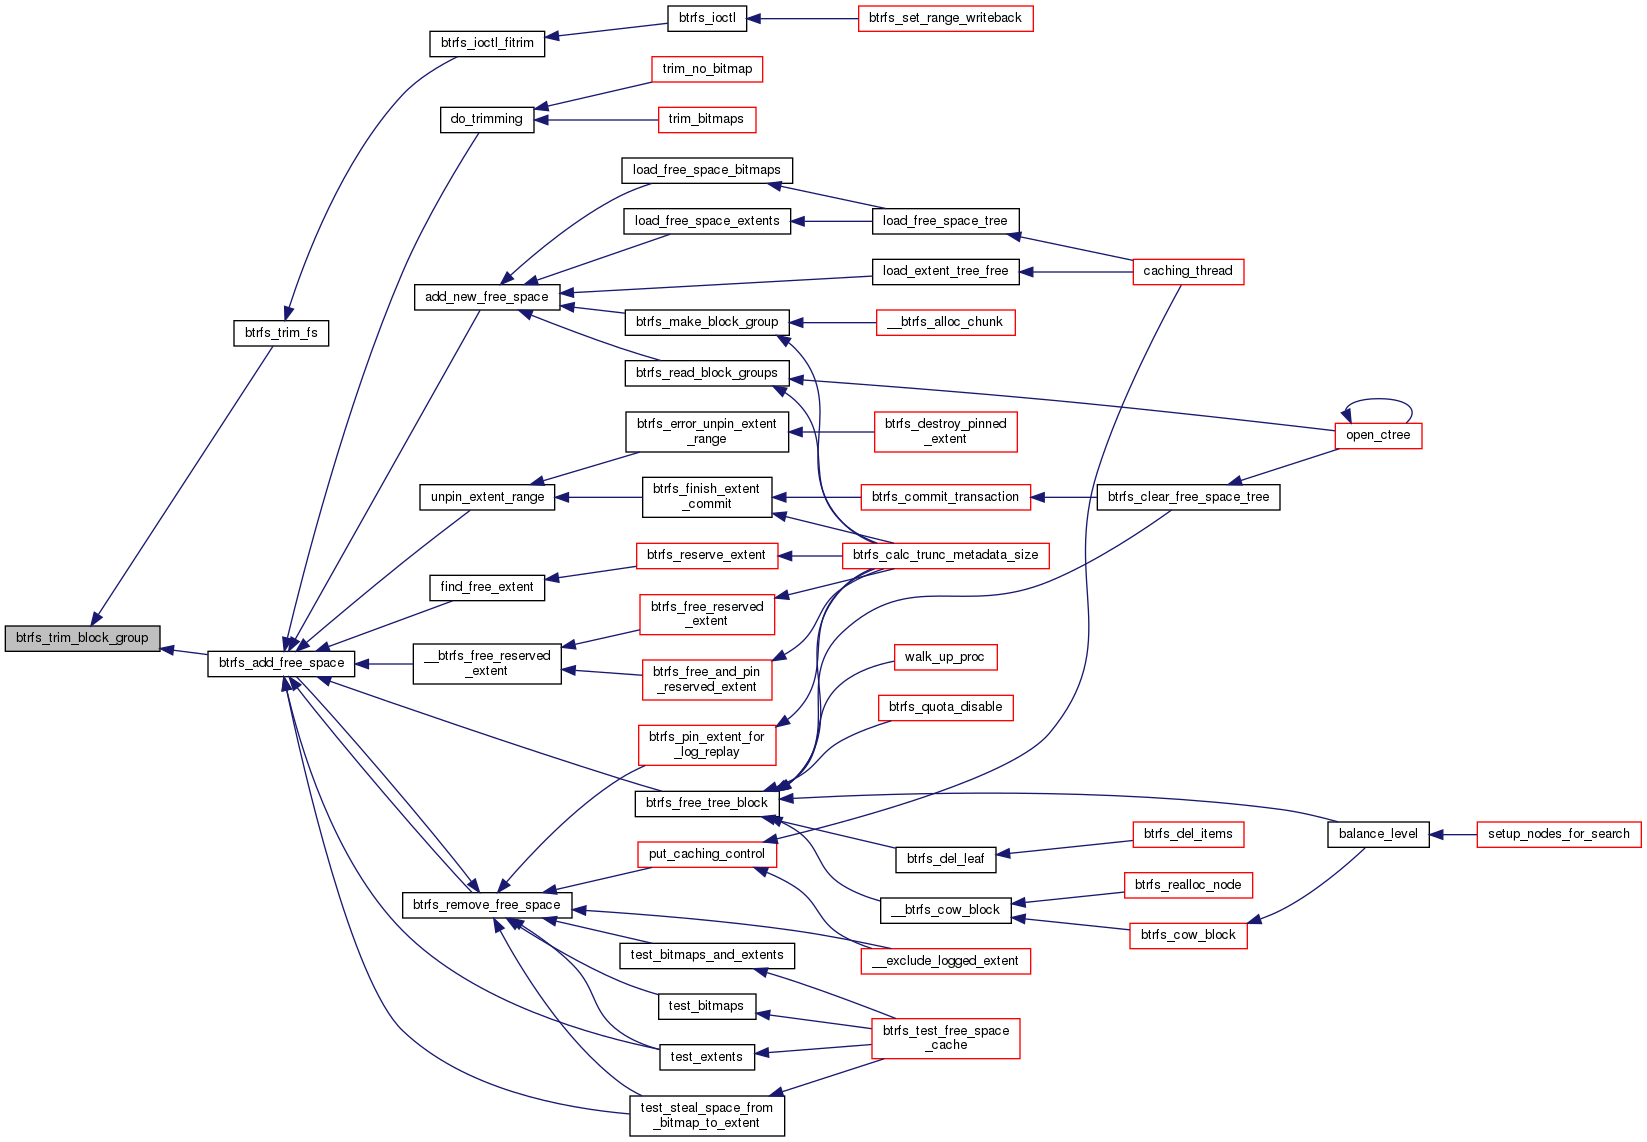 btrfs_ioctl
btrfs_set_range_writeback
btrfs_ioctl_fitrim
trim_no_bitmap
do_trimming
trim_bitmaps
load_free_space_bitmaps
load_free_space_extents
load_free_space_tree
load_extent_tree_free
caching_thread
add_new_free_space
btrfs_make_block_group
__btrfs_alloc_chunk
btrfs_trim_fs
btrfs_read_block_groups
btrfs_error_unpin_extent
_range
btrfs_destroy_pinned
_extent
open_ctree
unpin_extent_range
btrfs_finish_extent
_commit
btrfs_commit_transaction
btrfs_clear_free_space_tree
btrfs_reserve_extent
btrfs_calc_trunc_metadata_size
find_free_extent
btrfs_free_reserved
_extent
btrfs_trim_block_group
btrfs_add_free_space
__btrfs_free_reserved
_extent
walk_up_proc
btrfs_free_and_pin
_reserved_extent
btrfs_quota_disable
btrfs_pin_extent_for
_log_replay
btrfs_free_tree_block
balance_level
setup_nodes_for_search
btrfs_del_items
put_caching_control
btrfs_del_leaf
btrfs_realloc_node
btrfs_remove_free_space
__btrfs_cow_block
btrfs_cow_block
test_bitmaps_and_extents
__exclude_logged_extent
test_bitmaps
btrfs_test_free_space
_cache
test_extents
test_steal_space_from
_bitmap_to_extent